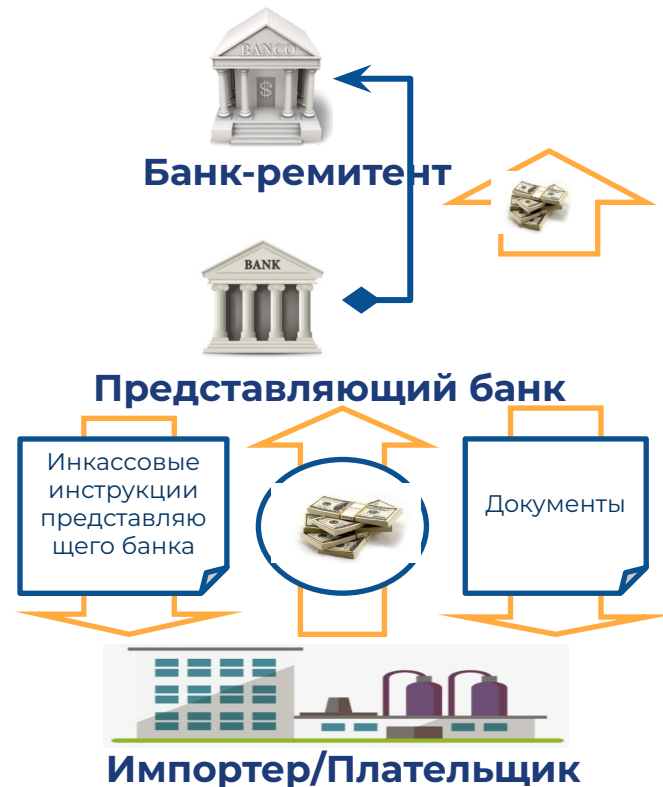 BANCO
$
Банк-ремитент
BANK
Представляющий банк
Инкассовые
инструкции
представляю
щего банка
Документы
Импортер/Плательщик